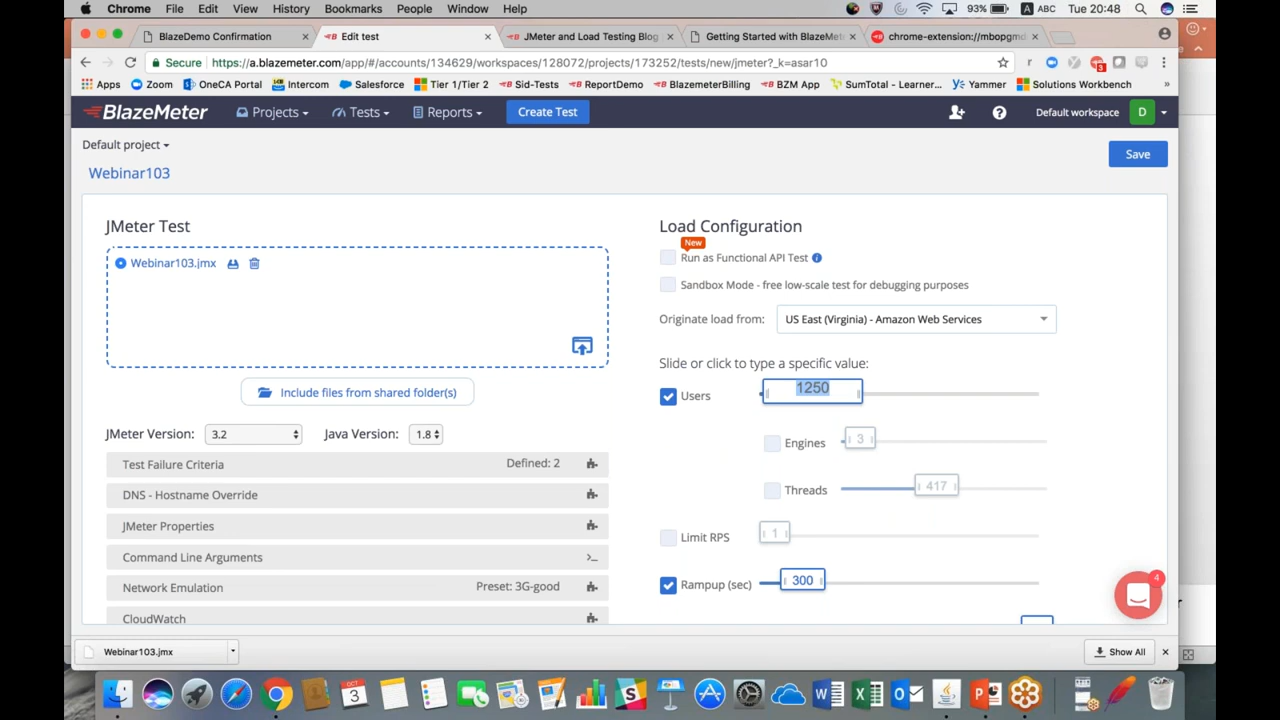 Chrome File Edit View History Bookmarks People Window Help 93% A ABC Tue 20:48
BlazeDemo Confirmation × Edit test × JMeter and Load Testing Blog × Getting Started with BlazeMet × chrome-extension://mbopgmd ×
Secure https://a.blazemeter.com/app/#/accounts/134629/workspaces/128072/projects/173252/tests/new/jmeter?_k=asar10
Apps Zoom OneCA Portal Intercom Salesforce Tier 1/Tier 2 Sid-Tests ReportDemo BlazemeterBilling BZM App SumTotal - Learner... Yammer Solutions Workbench »
BlazeMeter Projects Tests Reports Create Test Default workspace D
Default project
Webinar103
Save
JMeter Test
Webinar103.jmx
Include files from shared folder(s)
JMeter Version: 3.2 Java Version: 1.8
Test Failure Criteria Defined: 2
DNS - Hostname Override
JMeter Properties
Command Line Arguments >_
Network Emulation Preset: 3G-good
CloudWatch
Load Configuration
New
Run as Functional API Test i
Sandbox Mode - free low-scale test for debugging purposes
Originate load from: US East (Virginia) - Amazon Web Services
Slide or click to type a specific value:
Users 1250
Engines 3
Threads 417
Limit RPS 1
Rampup (sec) 300
4
Webinar103.jmx
Show All ×
OCT
3